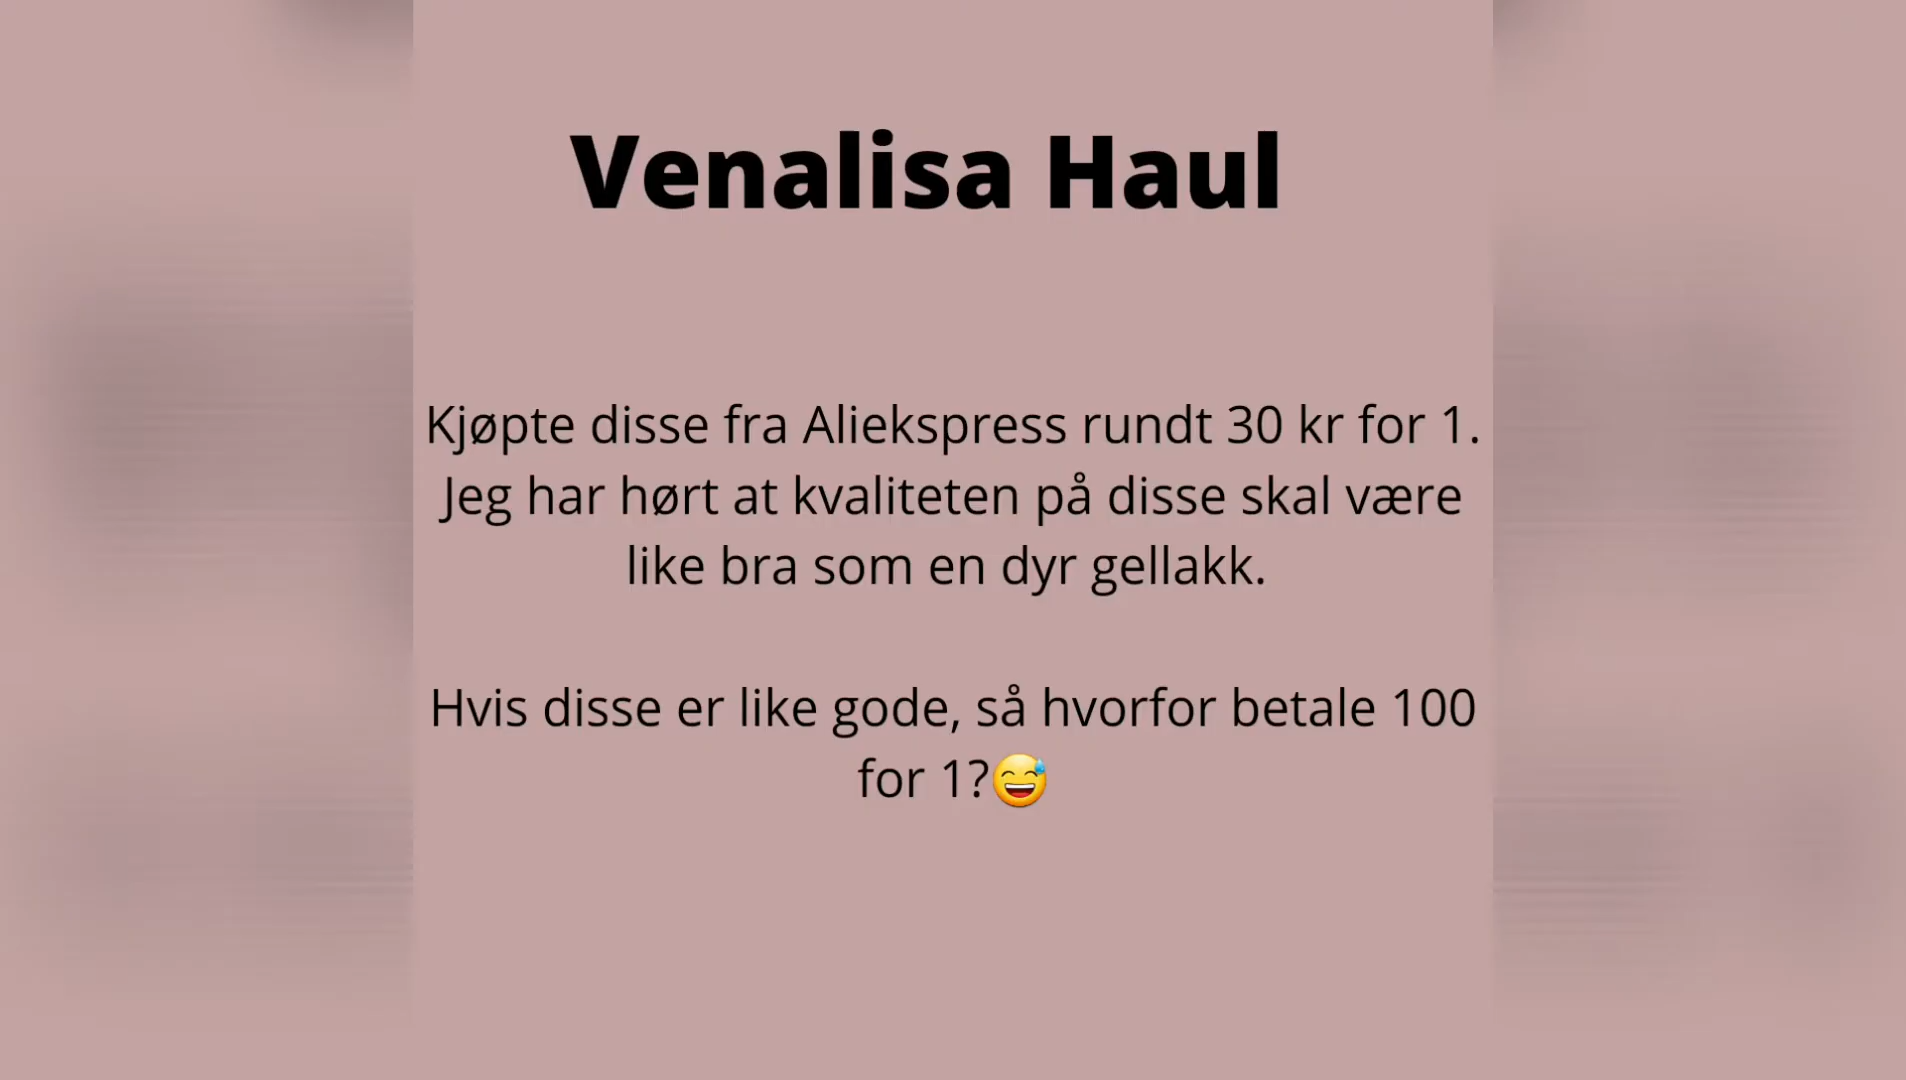 Venalisa Haul
Kjøpte disse fra Aliekspress rundt 30 kr for 1.
Jeg har hørt at kvaliteten på disse skal være
like bra som en dyr gellakk.
Hvis disse er like gode, så hvorfor betale 100
for 1?😅